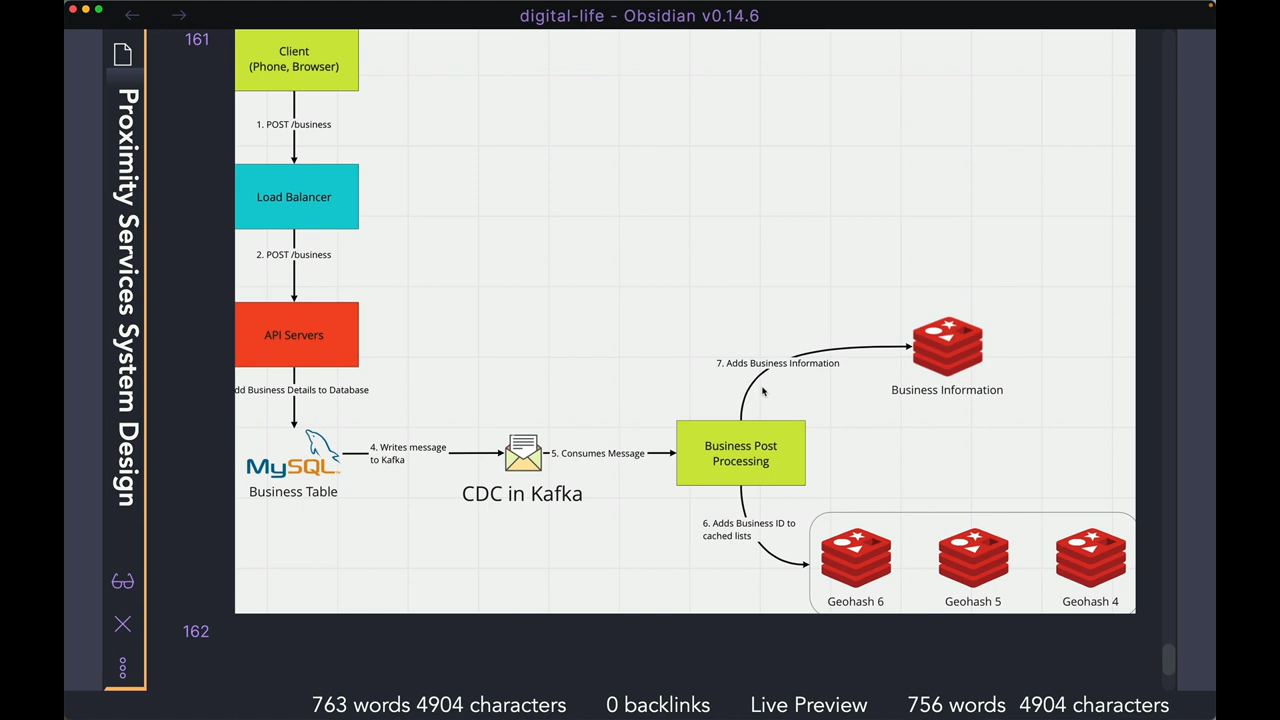 digital-life - Obsidian v0.14.6
161
Proximity Services System Design
Client
(Phone, Browser)
1. POST /business
Load Balancer
2. POST /business
API Servers
dd Business Details to Database
MySQL
Business Table
4. Writes message
to Kafka
CDC in Kafka
5. Consumes Message
Business Post
Processing
7. Adds Business Information
Business Information
6. Adds Business ID to
cached lists
Geohash 6
Geohash 5
Geohash 4
162
763 words 4904 characters
0 backlinks
Live Preview
756 words
4904 characters